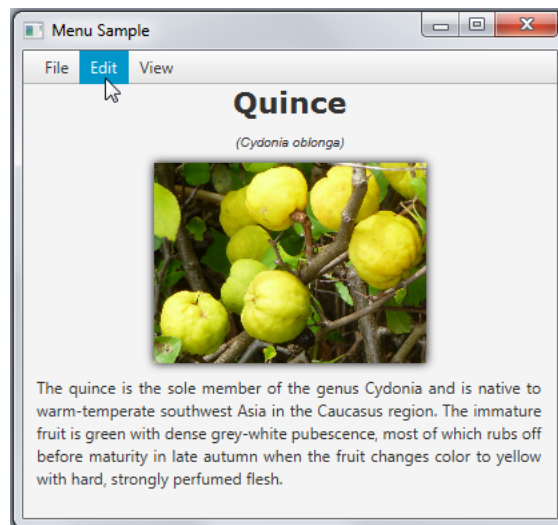 Menu Sample
File Edit View
Quince
(Cydonia oblonga)
The quince is the sole member of the genus Cydonia and is native to
warm-temperate southwest Asia in the Caucasus region. The immature
fruit is green with dense grey-white pubescence, most of which rubs off
before maturity in late autumn when the fruit changes color to yellow
with hard, strongly perfumed flesh.